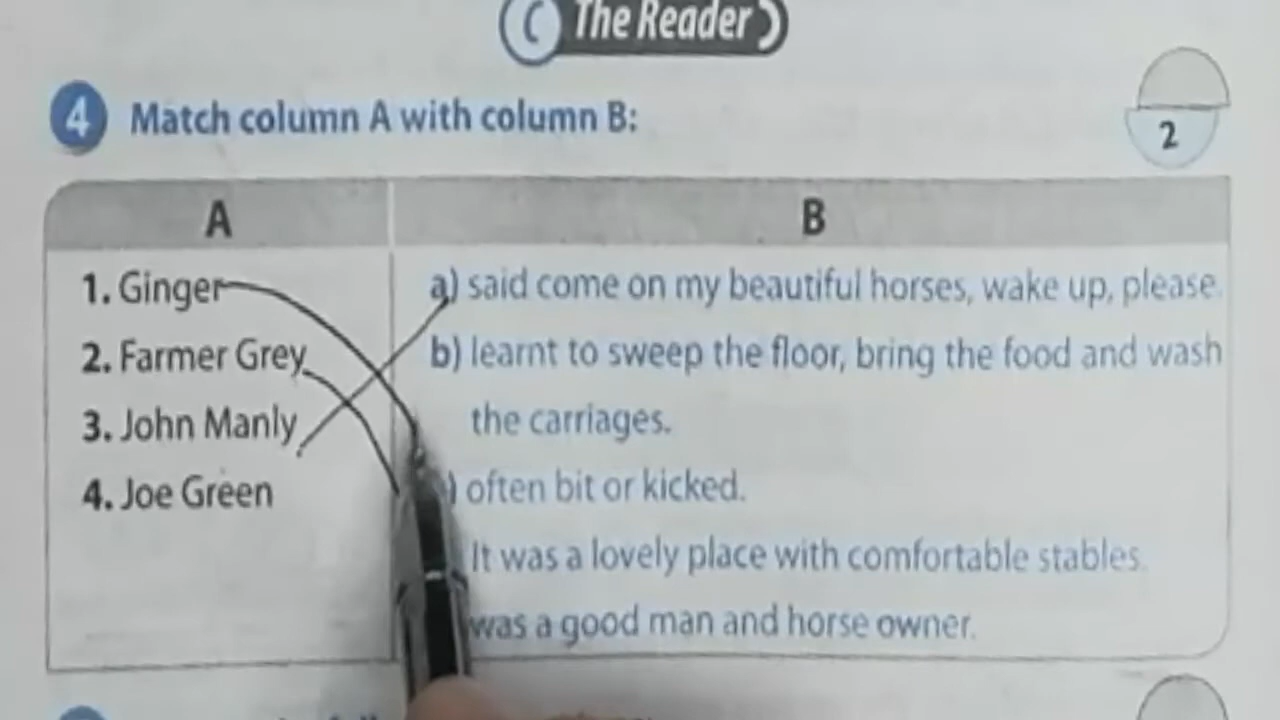 C The Reader
4 Match column A with column B:
2
A B
1. Ginger a) said come on my beautiful horses, wake up, please.
2. Farmer Grey b) learnt to sweep the floor, bring the food and wash
3. John Manly the carriages.
4. Joe Green ) often bit or kicked.
It was a lovely place with comfortable stables.
was a good man and horse owner.